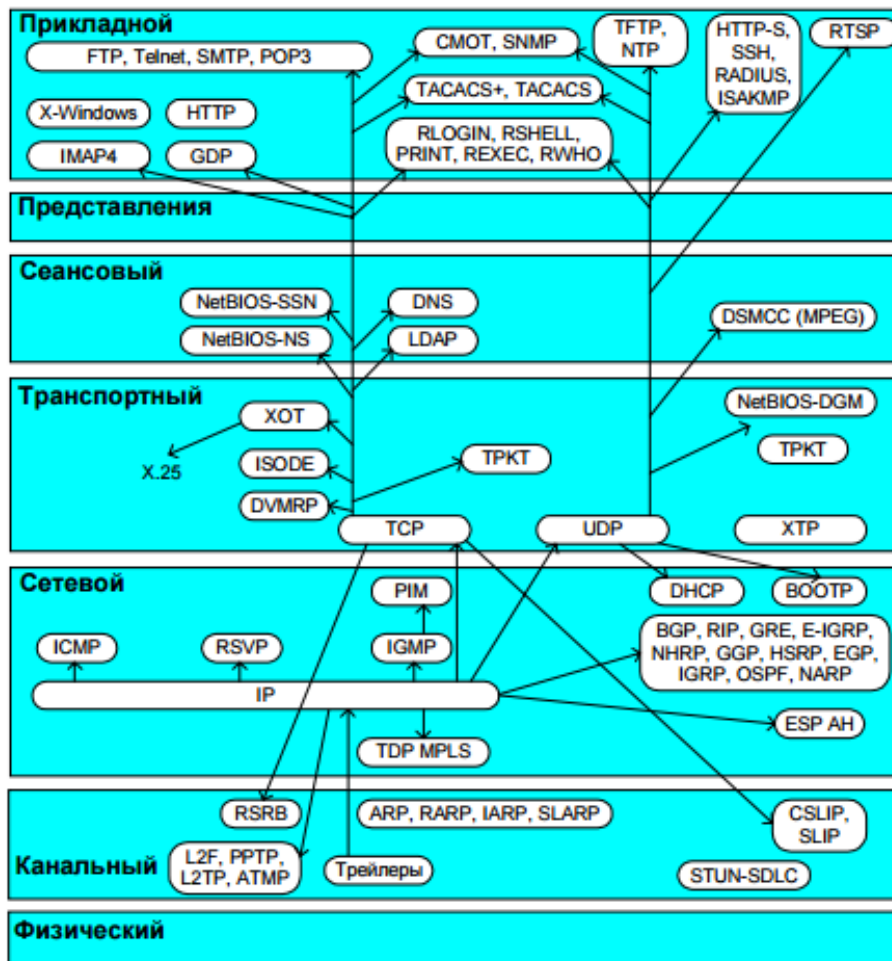 Прикладной
FTP, Telnet, SMTP, POP3
CMOT, SNMP
TFTP,
NTP
HTTP-S,
SSH,
RADIUS,
ISAKMP
RTSP
TACACS+, TACACS
X-Windows
HTTP
RLOGIN, RSHELL,
PRINT, REXEC, RWHO
IMAP4
GDP
Представления
Сеансовый
NetBIOS-SSN
DNS
DSMCC (MPEG)
NetBIOS-NS
LDAP
Транспортный
NetBIOS-DGM
XOT
X.25
ISODE
TPKT
TPKT
DVMRP
TCP
UDP
XTP
Сетевой
PIM
DHCP
BOOTP
ICMP
RSVP
IGMP
BGP, RIP, GRE, E-IGRP,
NHRP, GGP, HSRP, EGP,
IGRP, OSPF, NARP
IP
ESP AH
TDP MPLS
RSRB
ARP, RARP, IARP, SLARP
CSLIP,
SLIP
Канальный
L2F, PPTP,
L2TP, ATMP
Трейлеры
STUN-SDLC
Физический